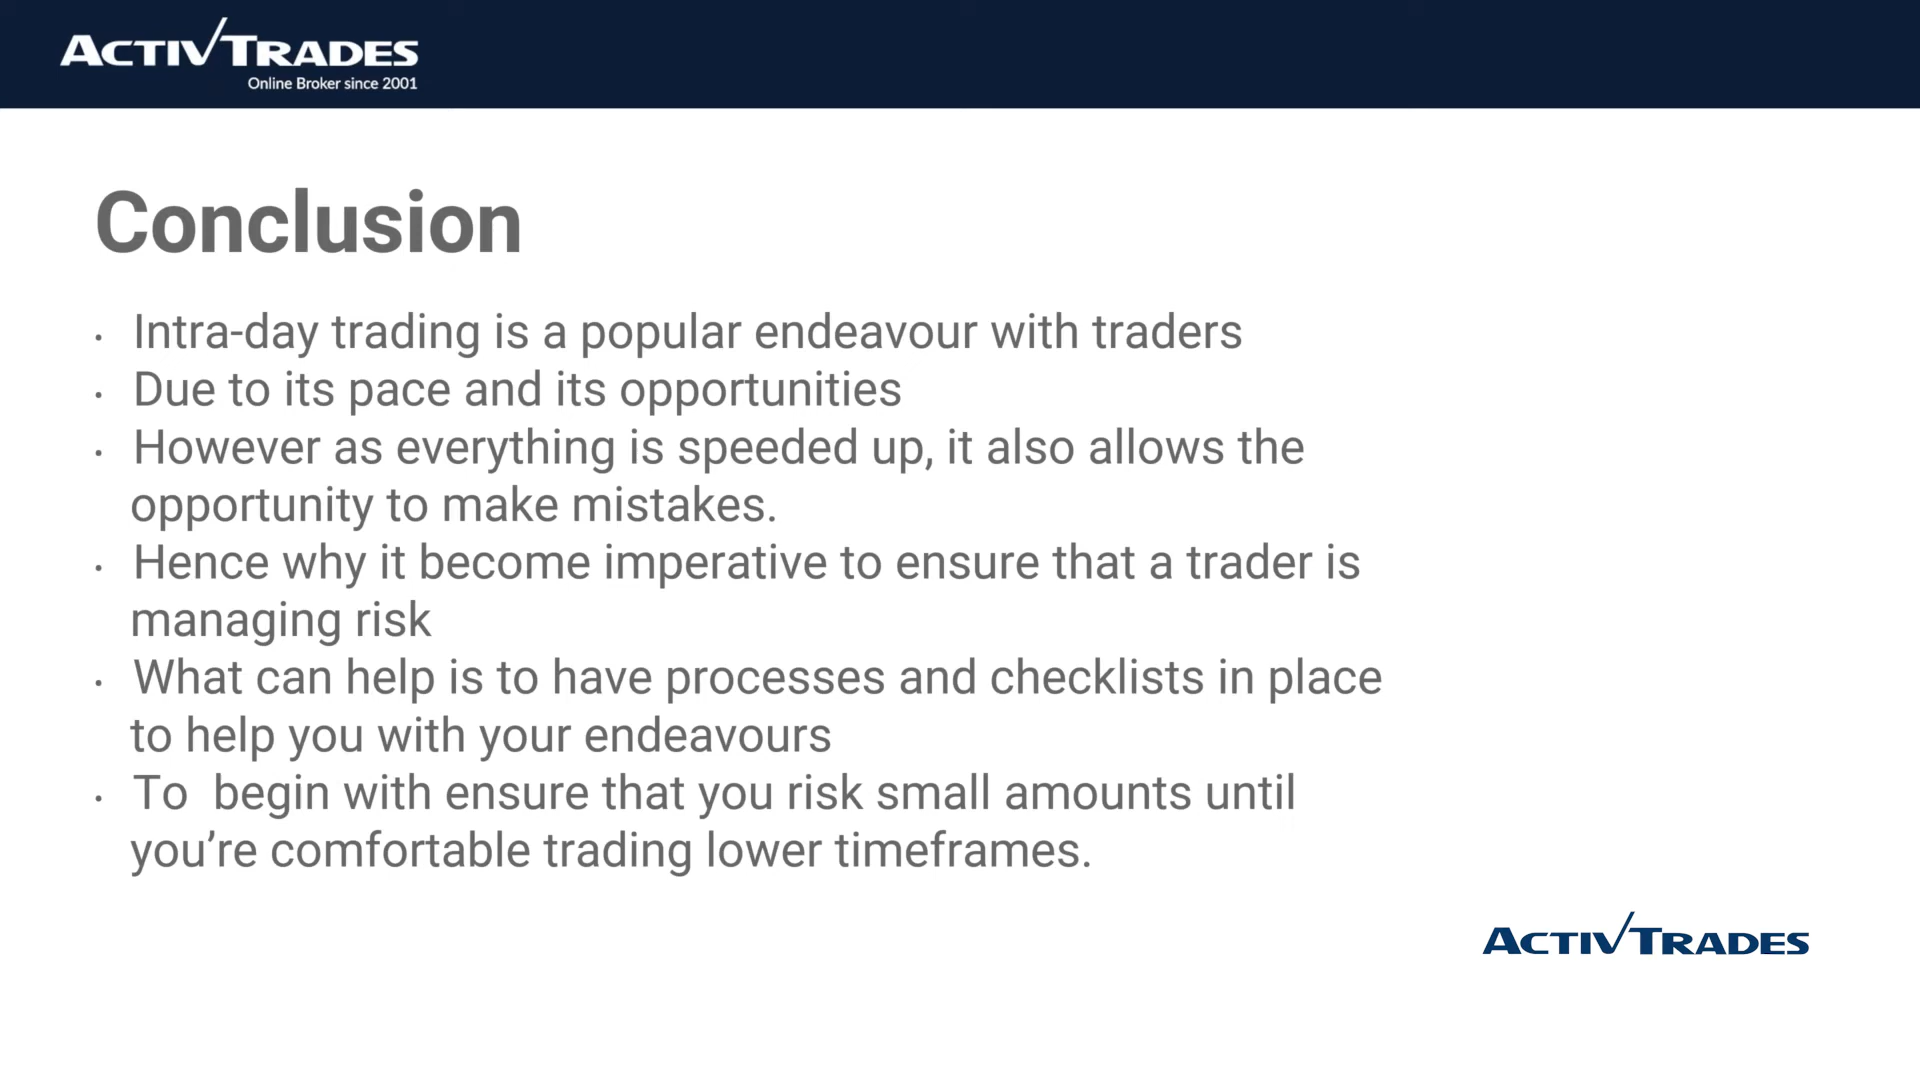 ACTIVTRADES
Online Broker since 2001
Conclusion
• Intra-day trading is a popular endeavour with traders
• Due to its pace and its opportunities
• However as everything is speeded up, it also allows the
opportunity to make mistakes.
• Hence why it become imperative to ensure that a trader is
managing risk
• What can help is to have processes and checklists in place
to help you with your endeavours
• To  begin with ensure that you risk small amounts until
you’re comfortable trading lower timeframes.
ACTIVTRADES